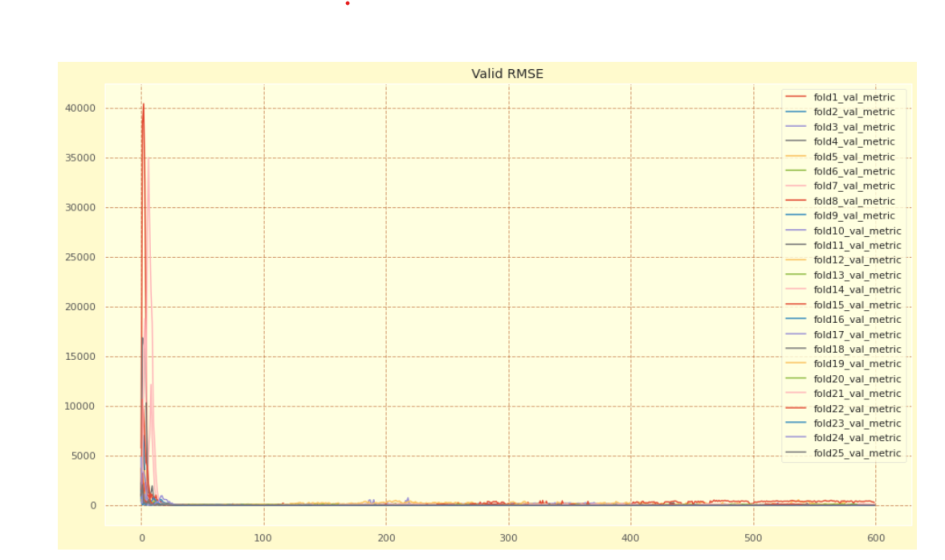 Valid RMSE
40000
35000
30000
25000
20000
15000
10000
5000
0
0 100 200 300 400 500 600
fold1_val_metric
fold2_val_metric
fold3_val_metric
fold4_val_metric
fold5_val_metric
fold6_val_metric
fold7_val_metric
fold8_val_metric
fold9_val_metric
fold10_val_metric
fold11_val_metric
fold12_val_metric
fold13_val_metric
fold14_val_metric
fold15_val_metric
fold16_val_metric
fold17_val_metric
fold18_val_metric
fold19_val_metric
fold20_val_metric
fold21_val_metric
fold22_val_metric
fold23_val_metric
fold24_val_metric
fold25_val_metric